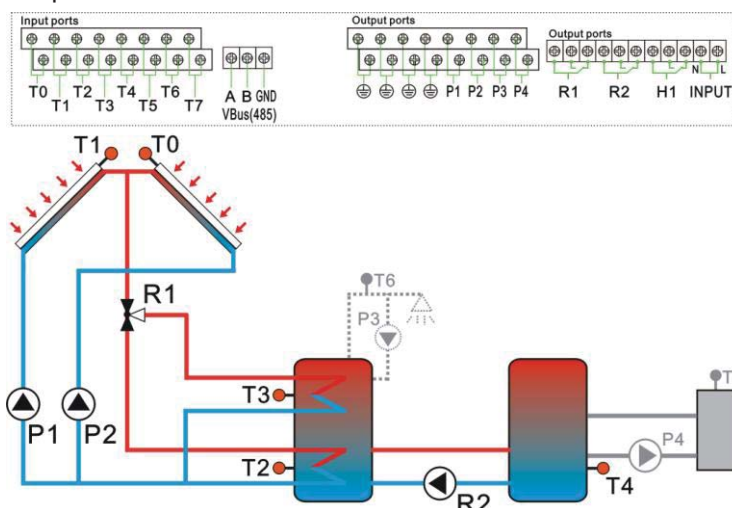 Input ports
Output ports
Output ports
T0 T2 T4 T6
T1 T3 T5 T7
A B GND
VBus(485)
P1 P2 P3 P4
R1 R2 H1 INPUT
N L
T1 T0
R1
T6
P3
T3
P1 P2
T
P4
T2
R2
T4